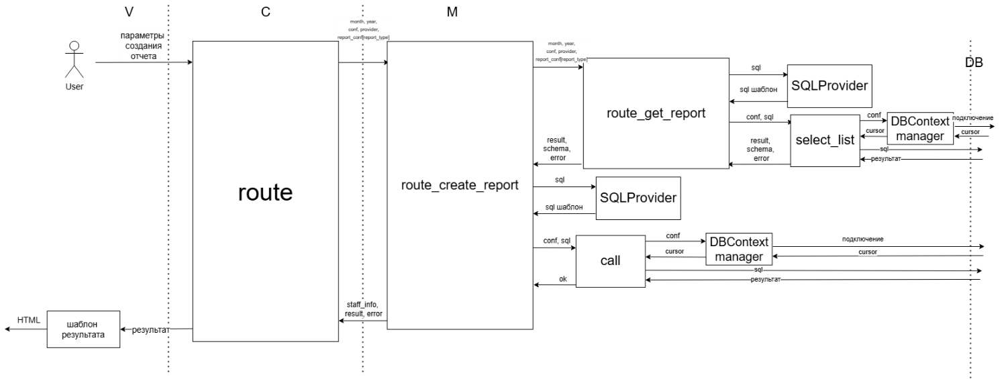 V
C
M
DB
параметры
создания
отчета
User
month, year,
conf, provider,
report_conf[report_type]
month, year,
conf, provider,
report_conf[report_type]
route
route_create_report
route_get_report
sql
sql шаблон
SQLProvider
conf, sql
result,
schema,
error
select_list
conf
cursor
DBContext
manager
подключение
cursor
sql
результат
result,
schema,
error
sql
sql шаблон
SQLProvider
conf, sql
ok
call
conf
cursor
DBContext
manager
подключение
cursor
sql
результат
staff_info,
result, error
результат
шаблон
результата
HTML